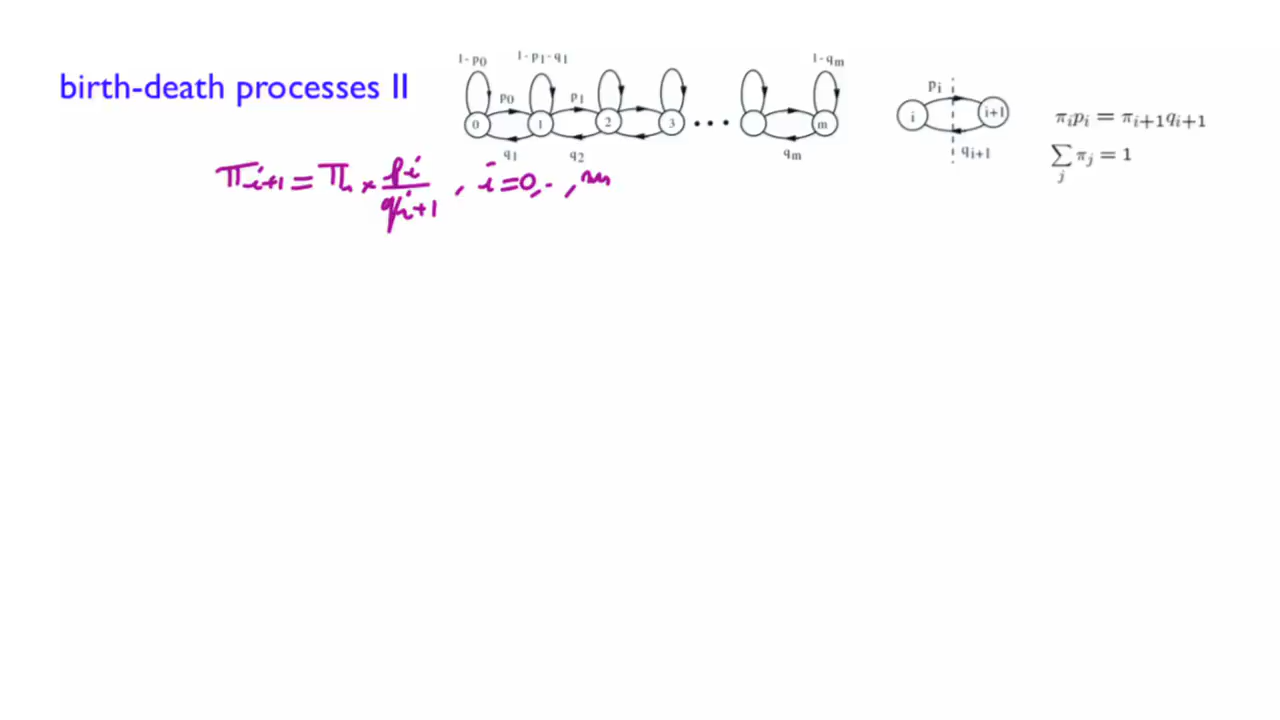 birth-death processes II
1-p0 1-p1-q1 1-qm
p0 p1
0 1 2 3 ... m
q1 q2 qm
pi
i i+1
qi+1
πipi = πi+1qi+1
∑j πj = 1
πi+1 = πi × pi/qi+1 , i=0,.. ,m